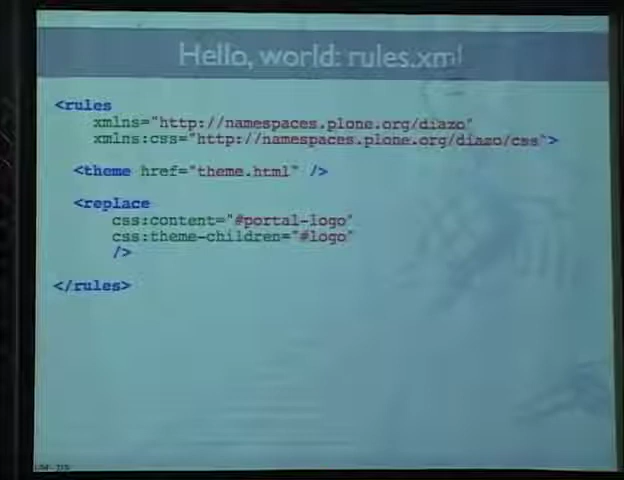 Hello, world: rules.xml
<rules
xmlns="http://namespaces.plone.org/diazo"
xmlns:css="http://namespaces.plone.org/diazo/css">
<theme href="theme.html" />
<replace
css:content="#portal-logo"
css:theme-children="#logo"
/>
</rules>